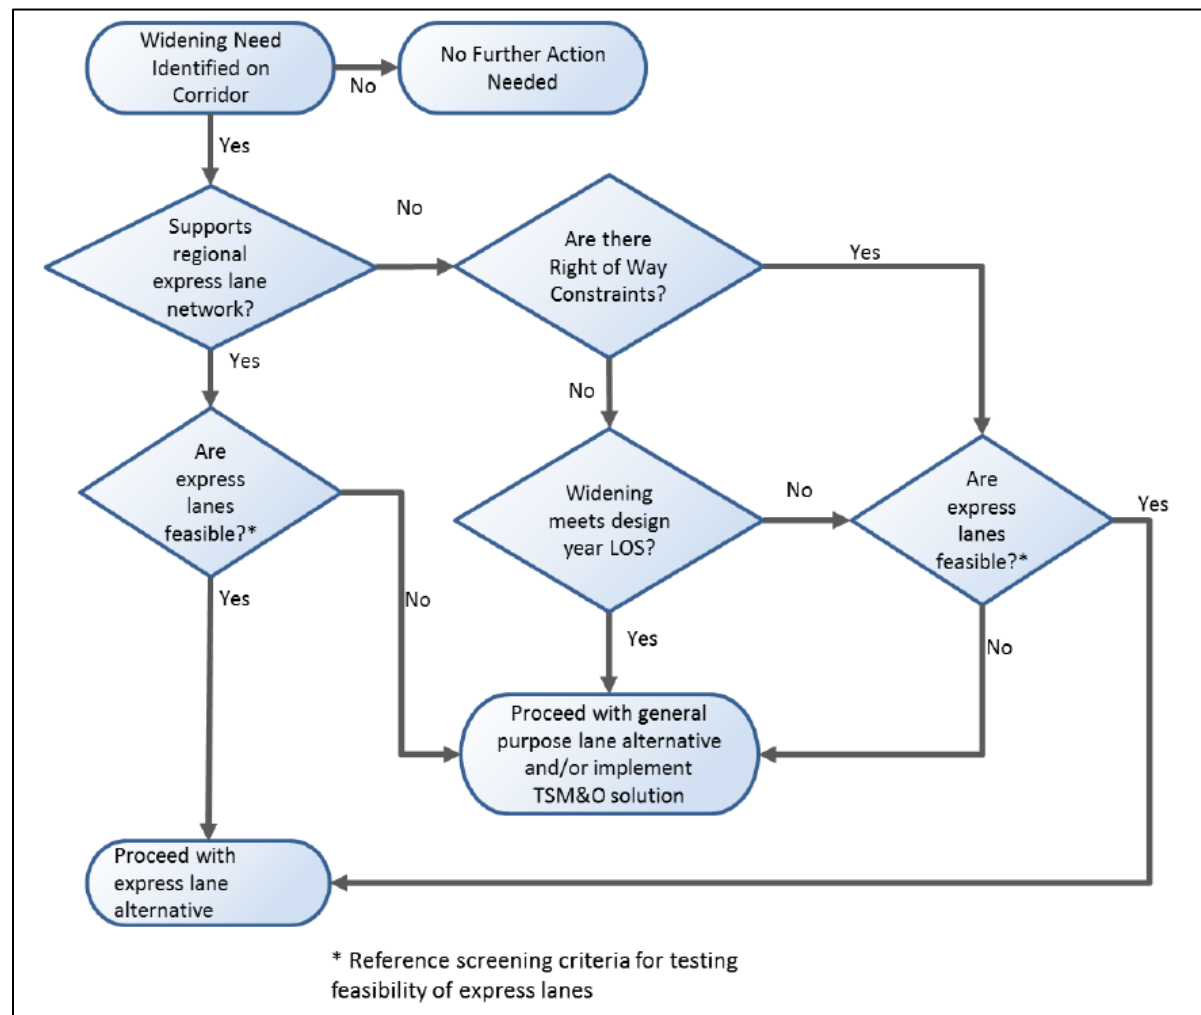 Widening Need
Identified on
Corridor
No
No Further Action
Needed
Yes
Supports
regional
express lane
network?
No
Are there
Right of Way
Constraints?
Yes
Yes
No
Are
express
lanes
feasible?*
No
Widening
meets design
year LOS?
No
Are
express
lanes
feasible?*
Yes
Yes
Yes
No
Proceed with general
purpose lane alternative
and/or implement
TSM&O solution
Proceed with
express lane
alternative
* Reference screening criteria for testing
feasibility of express lanes